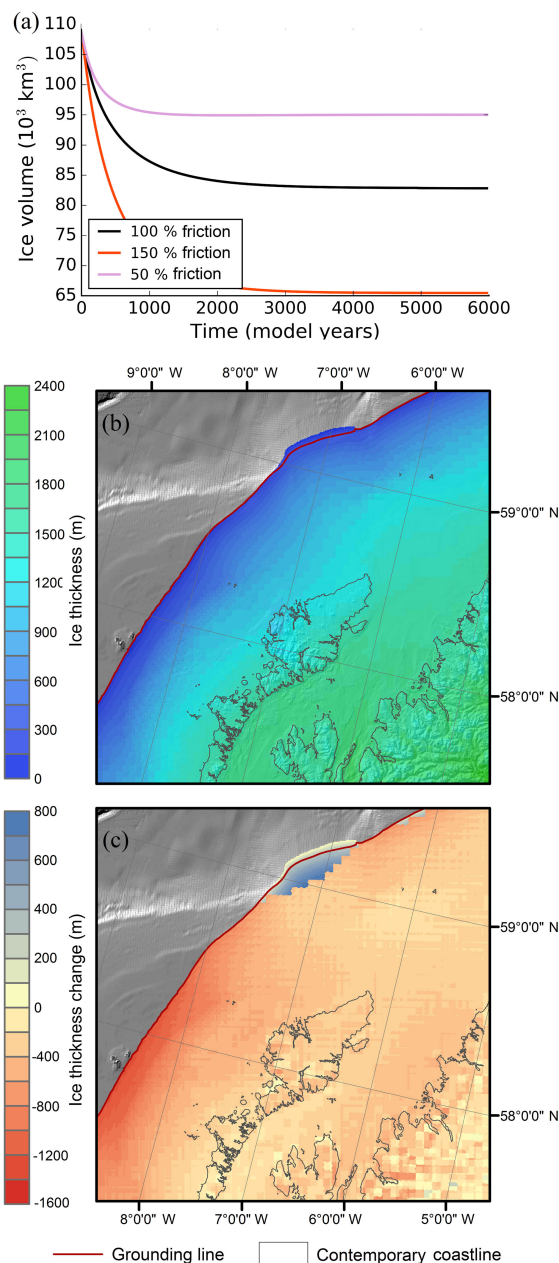 (a)
110
105
100
95
90
85
80
75
70
65
Ice volume (10³ km³)
100 % friction
150 % friction
50 % friction
0 1000 2000 3000 4000 5000 6000
Time (model years)
9°0'0" W 8°0'0" W 7°0'0" W 6°0'0" W
(b)
2400
2100
1800
1500
1200
900
600
300
0
Ice thickness (m)
59°0'0" N
58°0'0" N
(c)
800
600
400
200
0
-400
-800
-1200
-1600
Ice thickness change (m)
59°0'0" N
58°0'0" N
8°0'0" W 7°0'0" W 6°0'0" W 5°0'0" W
Grounding line
Contemporary coastline